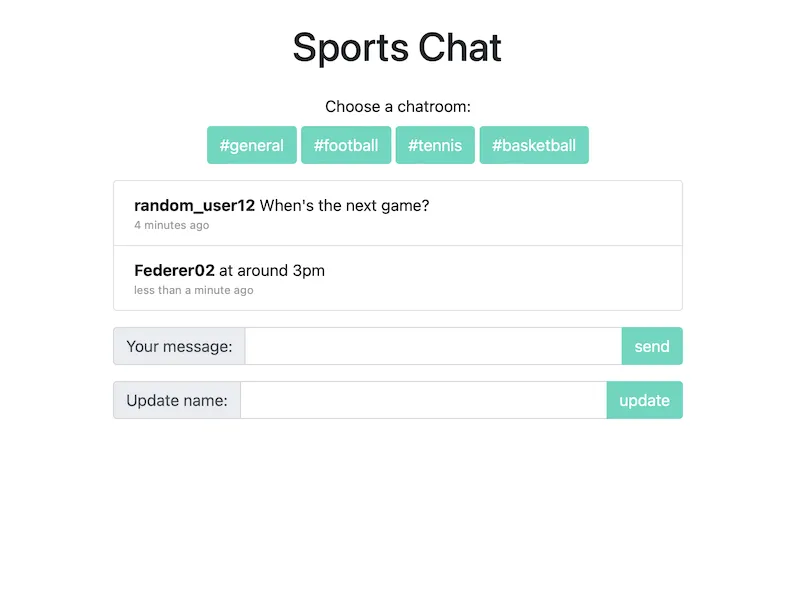 Sports Chat
Choose a chatroom:
#general #football #tennis #basketball
random_user12 When's the next game?
4 minutes ago
Federer02 at around 3pm
less than a minute ago
Your message: send
Update name: update